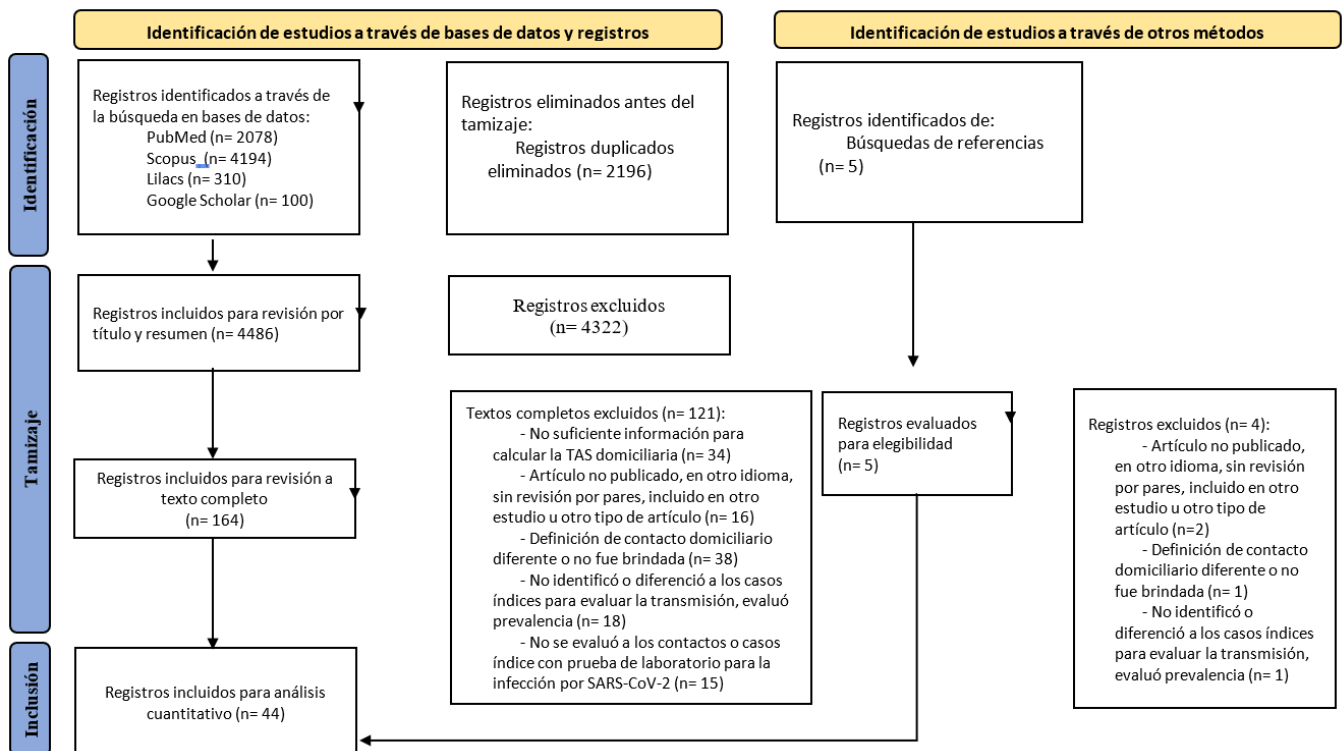 Identificación de estudios a través de bases de datos y registros
Identificación de estudios a través de otros métodos
Identificación
Registros identificados a través de
la búsqueda en bases de datos:
PubMed (n= 2078)
Scopus (n= 4194)
Lilacs (n= 310)
Google Scholar (n= 100)
Registros eliminados antes del
tamizaje:
Registros duplicados
eliminados (n= 2196)
Registros identificados de:
Búsquedas de referencias
(n= 5)
Tamizaje
Registros incluidos para revisión por
título y resumen (n= 4486)
Registros excluidos
(n= 4322)
Registros incluidos para revisión a
texto completo
(n= 164)
Textos completos excluidos (n= 121):
- No suficiente información para
calcular la TAS domiciliaria (n= 34)
- Artículo no publicado, en otro idioma,
sin revisión por pares, incluido en otro
estudio u otro tipo de artículo (n= 16)
- Definición de contacto domiciliario
diferente o no fue brindada (n= 38)
- No identificó o diferenció a los casos
índices para evaluar la transmisión, evaluó
prevalencia (n= 18)
- No se evaluó a los contactos o casos
índice con prueba de laboratorio para la
infección por SARS-CoV-2 (n= 15)
Registros evaluados
para elegibilidad
(n= 5)
Registros excluidos (n= 4):
- Artículo no publicado,
en otro idioma, sin revisión
por pares, incluido en otro
estudio u otro tipo de
artículo (n=2)
- Definición de contacto
domiciliario diferente o no
fue brindada (n= 1)
- No identificó o
diferenció a los casos índices
para evaluar la transmisión,
evaluó prevalencia (n= 1)
Inclusión
Registros incluidos para análisis
cuantitativo (n= 44)